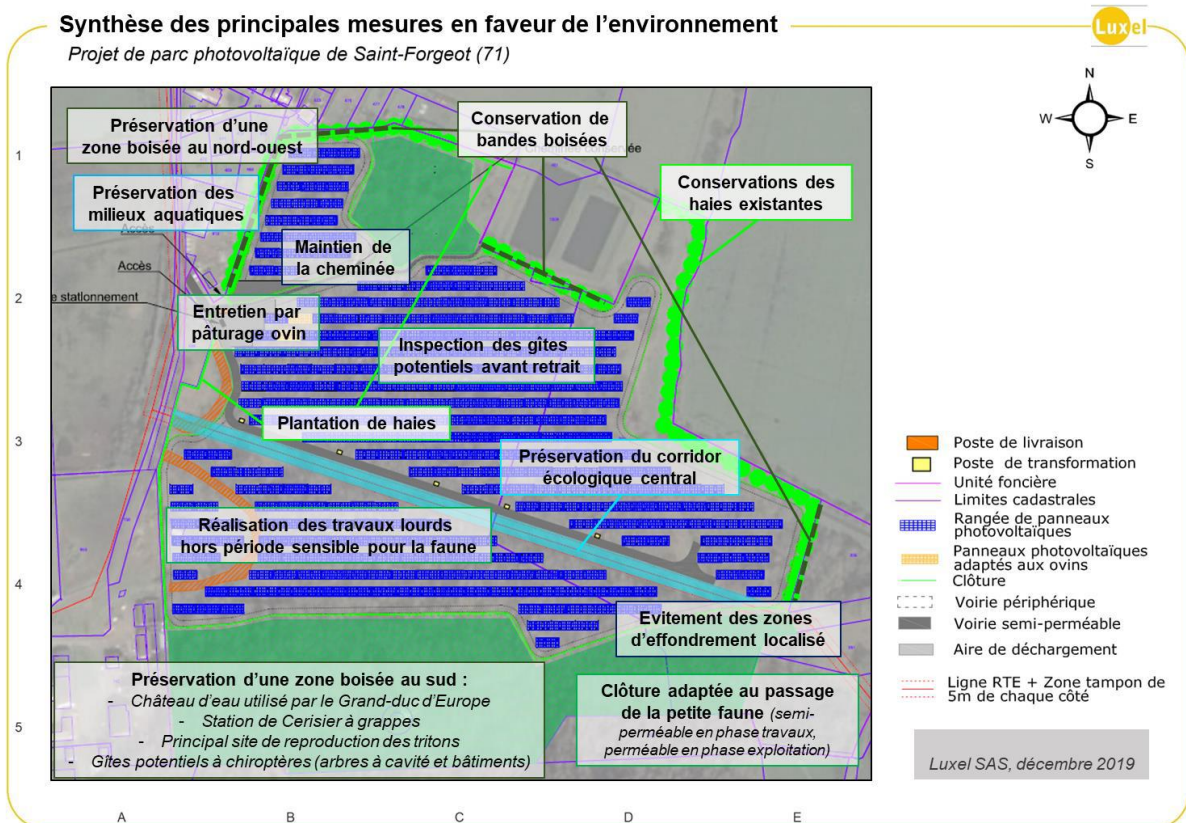 Synthèse des principales mesures en faveur de l'environnement
Projet de parc photovoltaïque de Saint-Forgeot (71)
Luxel
N
W
E
S
1
2
3
4
5
A
B
C
D
E
Préservation d'une
zone boisée au nord-ouest
Conservation de
bandes boisées
Cheminée conservée
Préservation des
milieux aquatiques
Conservations des
haies existantes
Accès
Maintien de
la cheminée
Accès
stationnement
Entretien par
pâturage ovin
Inspection des gîtes
potentiels avant retrait
Plantation de haies
Préservation du corridor
écologique central
Réalisation des travaux lourds
hors période sensible pour la faune
Evitement des zones
d'effondrement localisé
Préservation d'une zone boisée au sud :
- Château d'eau utilisé par le Grand-duc d'Europe
- Station de Cerisier à grappes
- Principal site de reproduction des tritons
- Gîtes potentiels à chiroptères (arbres à cavité et bâtiments)
Clôture adaptée au passage
de la petite faune (semi-
perméable en phase travaux,
perméable en phase exploitation)
Poste de livraison
Poste de transformation
Unité foncière
Limites cadastrales
Rangée de panneaux
photovoltaïques
Panneaux photovoltaïques
adaptés aux ovins
Clôture
Voirie périphérique
Voirie semi-perméable
Aire de déchargement
Ligne RTE + Zone tampon de
5m de chaque côté
Luxel SAS, décembre 2019